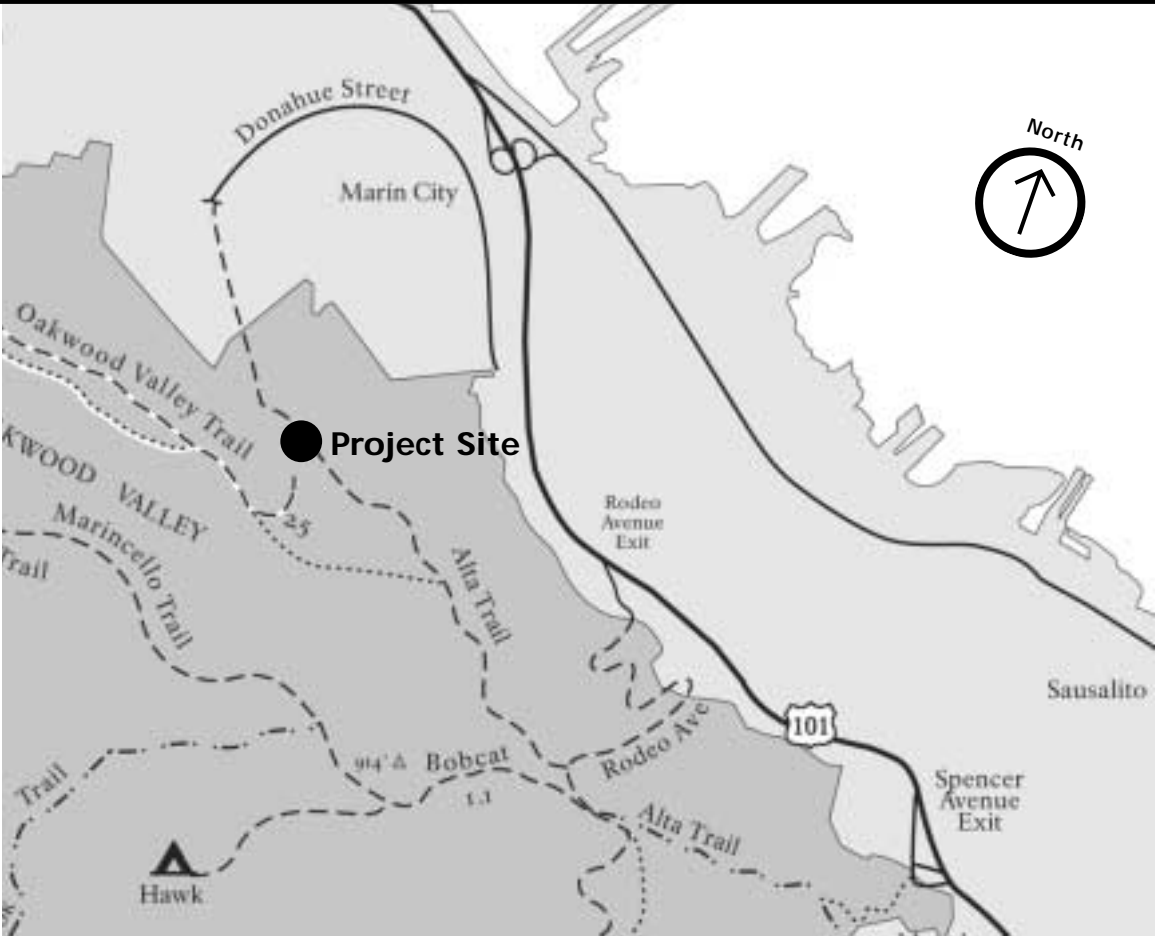 Donahue Street
North
Marin City
Oakwood Valley Trail
Project Site
KWOOD VALLEY
.25
Rodeo
Avenue
Exit
Marincello Trail
Trail
Alta Trail
Sausalito
101
Rodeo Ave
914'
Bobcat
1.1
Trail
Spencer
Avenue
Exit
Alta Trail
Hawk